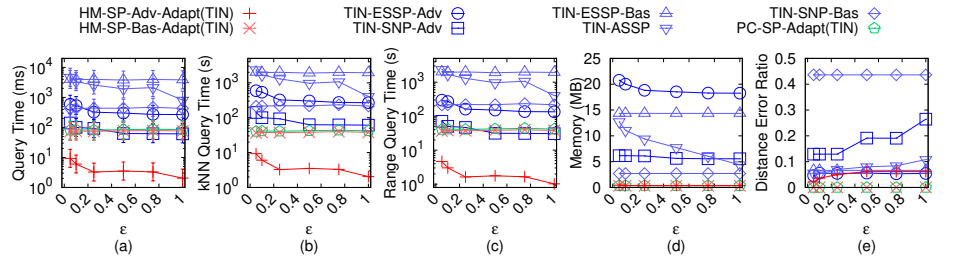 HM-SP-Adv-Adapt(TIN) TIN-ESSP-Adv TIN-ESSP-Bas TIN-SNP-Bas
HM-SP-Bas-Adapt(TIN) TIN-SNP-Adv TIN-ASSP PC-SP-Adapt(TIN)
Query Time (ms)
10^4
10^3
10^2
10^1
10^0
0 0.2 0.4 0.6 0.8 1
ε
(a)
kNN Query Time (s)
10^3
10^2
10^1
10^0
0 0.2 0.4 0.6 0.8 1
ε
(b)
Range Query Time (s)
10^3
10^2
10^1
10^0
0 0.2 0.4 0.6 0.8 1
ε
(c)
Memory (MB)
20
15
10
5
0
0 0.2 0.4 0.6 0.8 1
ε
(d)
Distance Error Ratio
0.5
0.4
0.3
0.2
0.1
0
0 0.2 0.4 0.6 0.8 1
ε
(e)